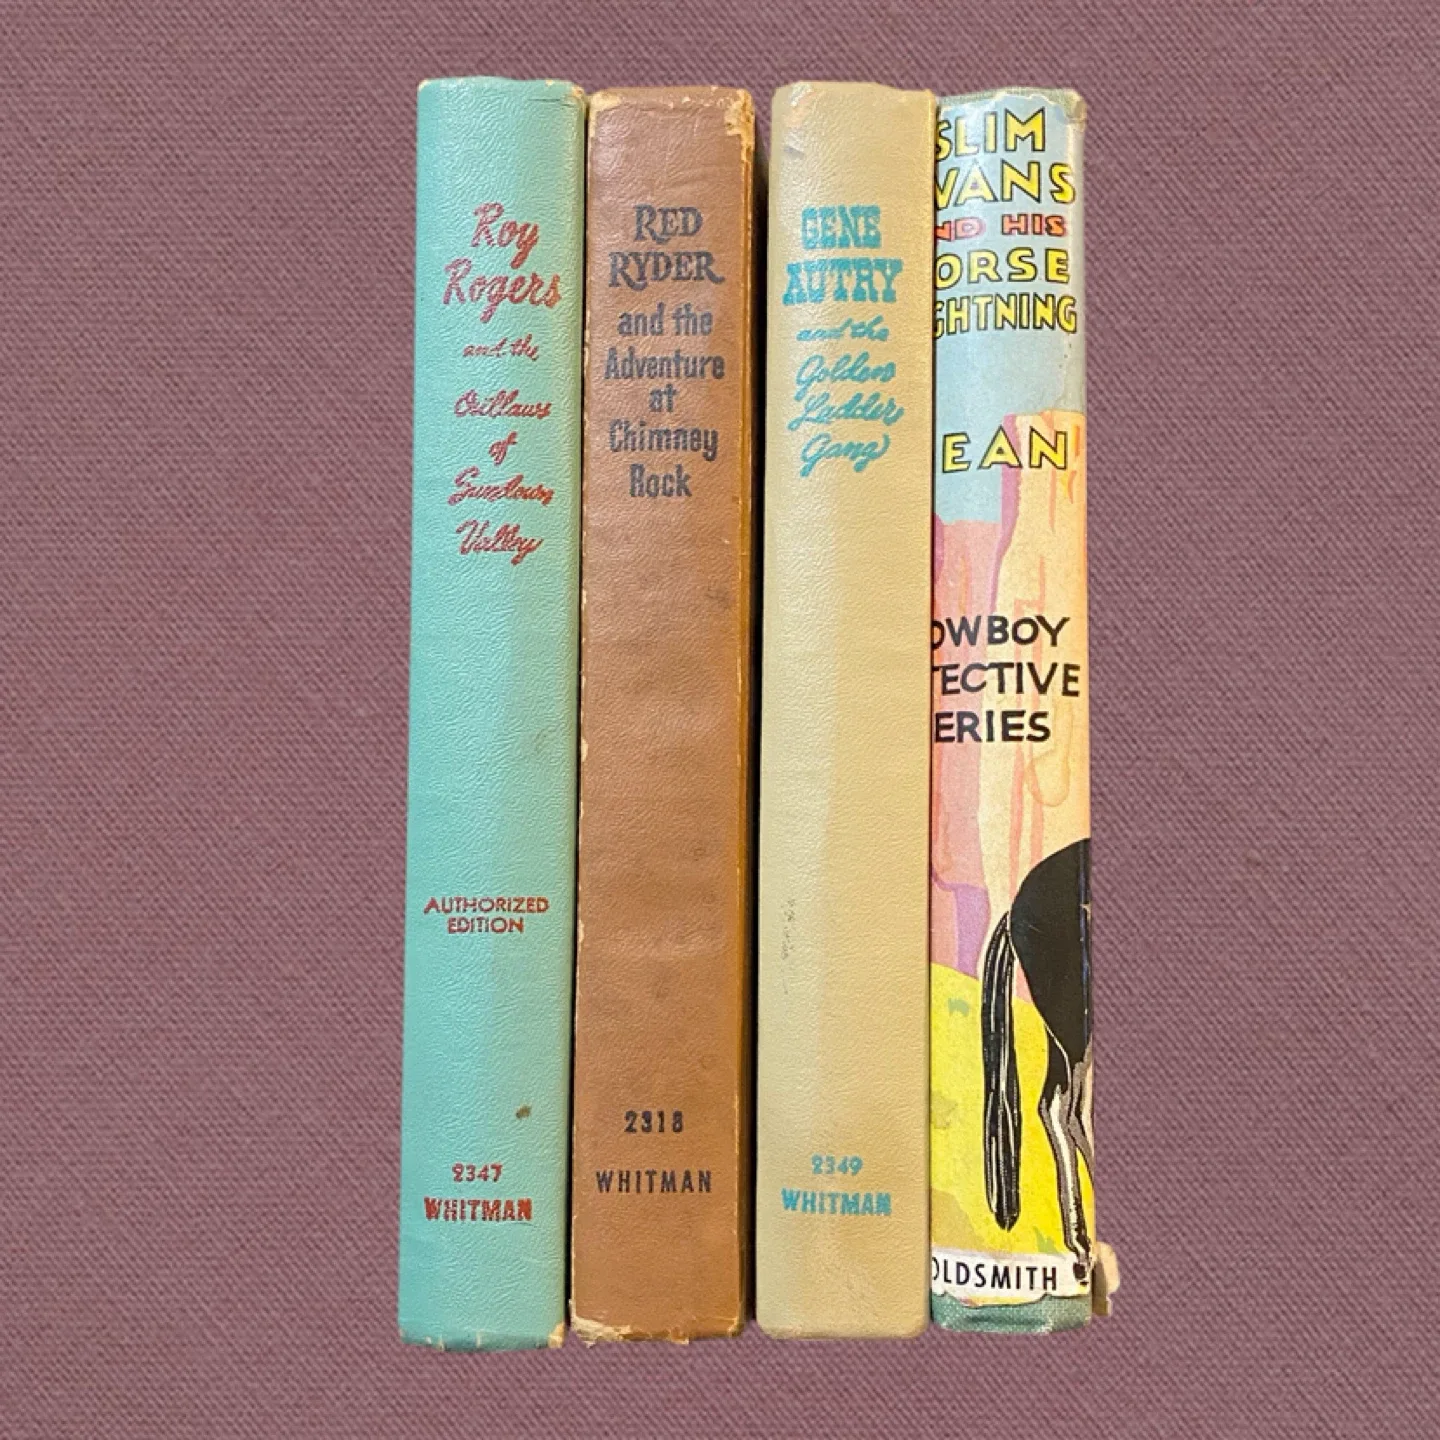 Roy
Rogers
and the
Outlaws
of
Sundown
Valley
AUTHORIZED
EDITION
2347
WHITMAN
RED
RYDER
and the
Adventure
at
Chimney
Rock
2318
WHITMAN
GENE
AUTRY
and the
Golden
Ladder
Gang
2349
WHITMAN
SLIM
VANS
ND HIS
ORSE
GHTNING
EAN
OWBOY
TECTIVE
ERIES
OLDSMITH